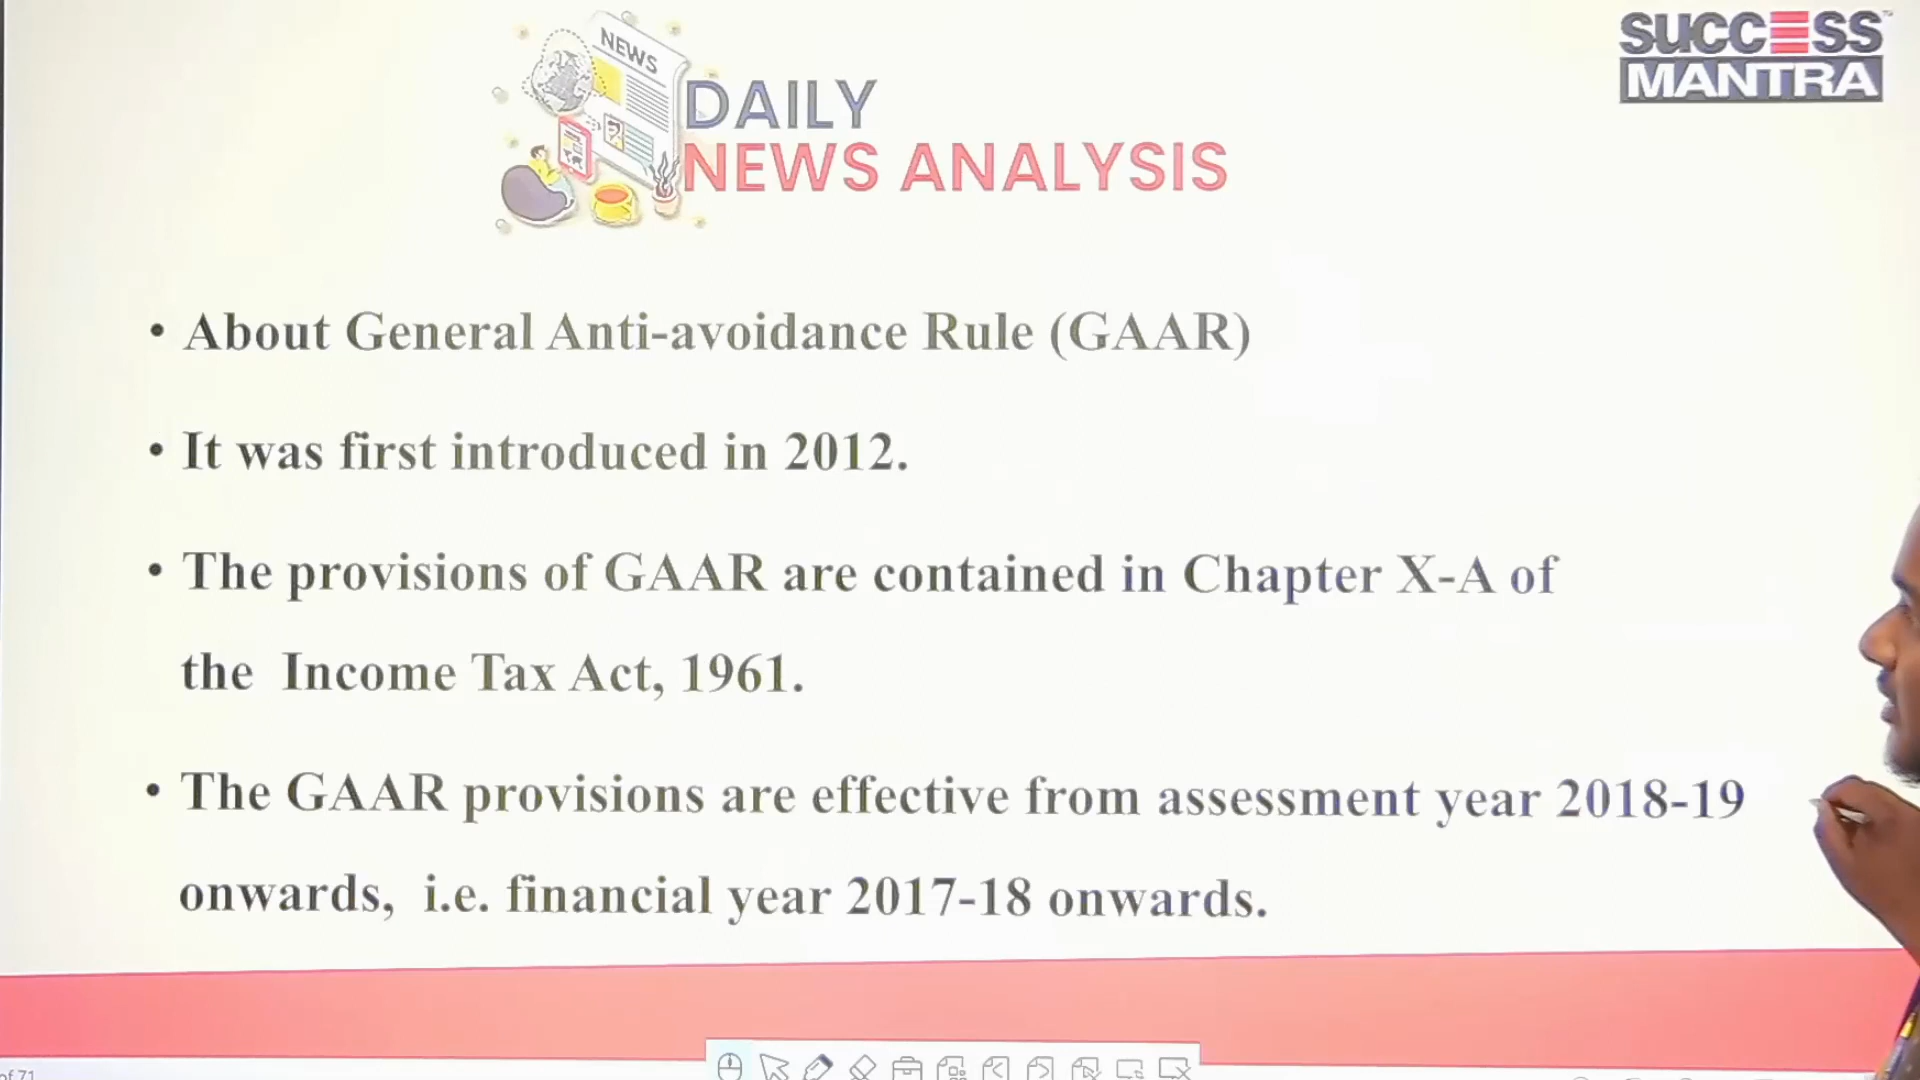 SUCCESS
MANTRA
NEWS
DAILY
NEWS ANALYSIS
• About General Anti-avoidance Rule (GAAR)
• It was first introduced in 2012.
• The provisions of GAAR are contained in Chapter X-A of
the Income Tax Act, 1961.
• The GAAR provisions are effective from assessment year 2018-19
onwards, i.e. financial year 2017-18 onwards.
of 71